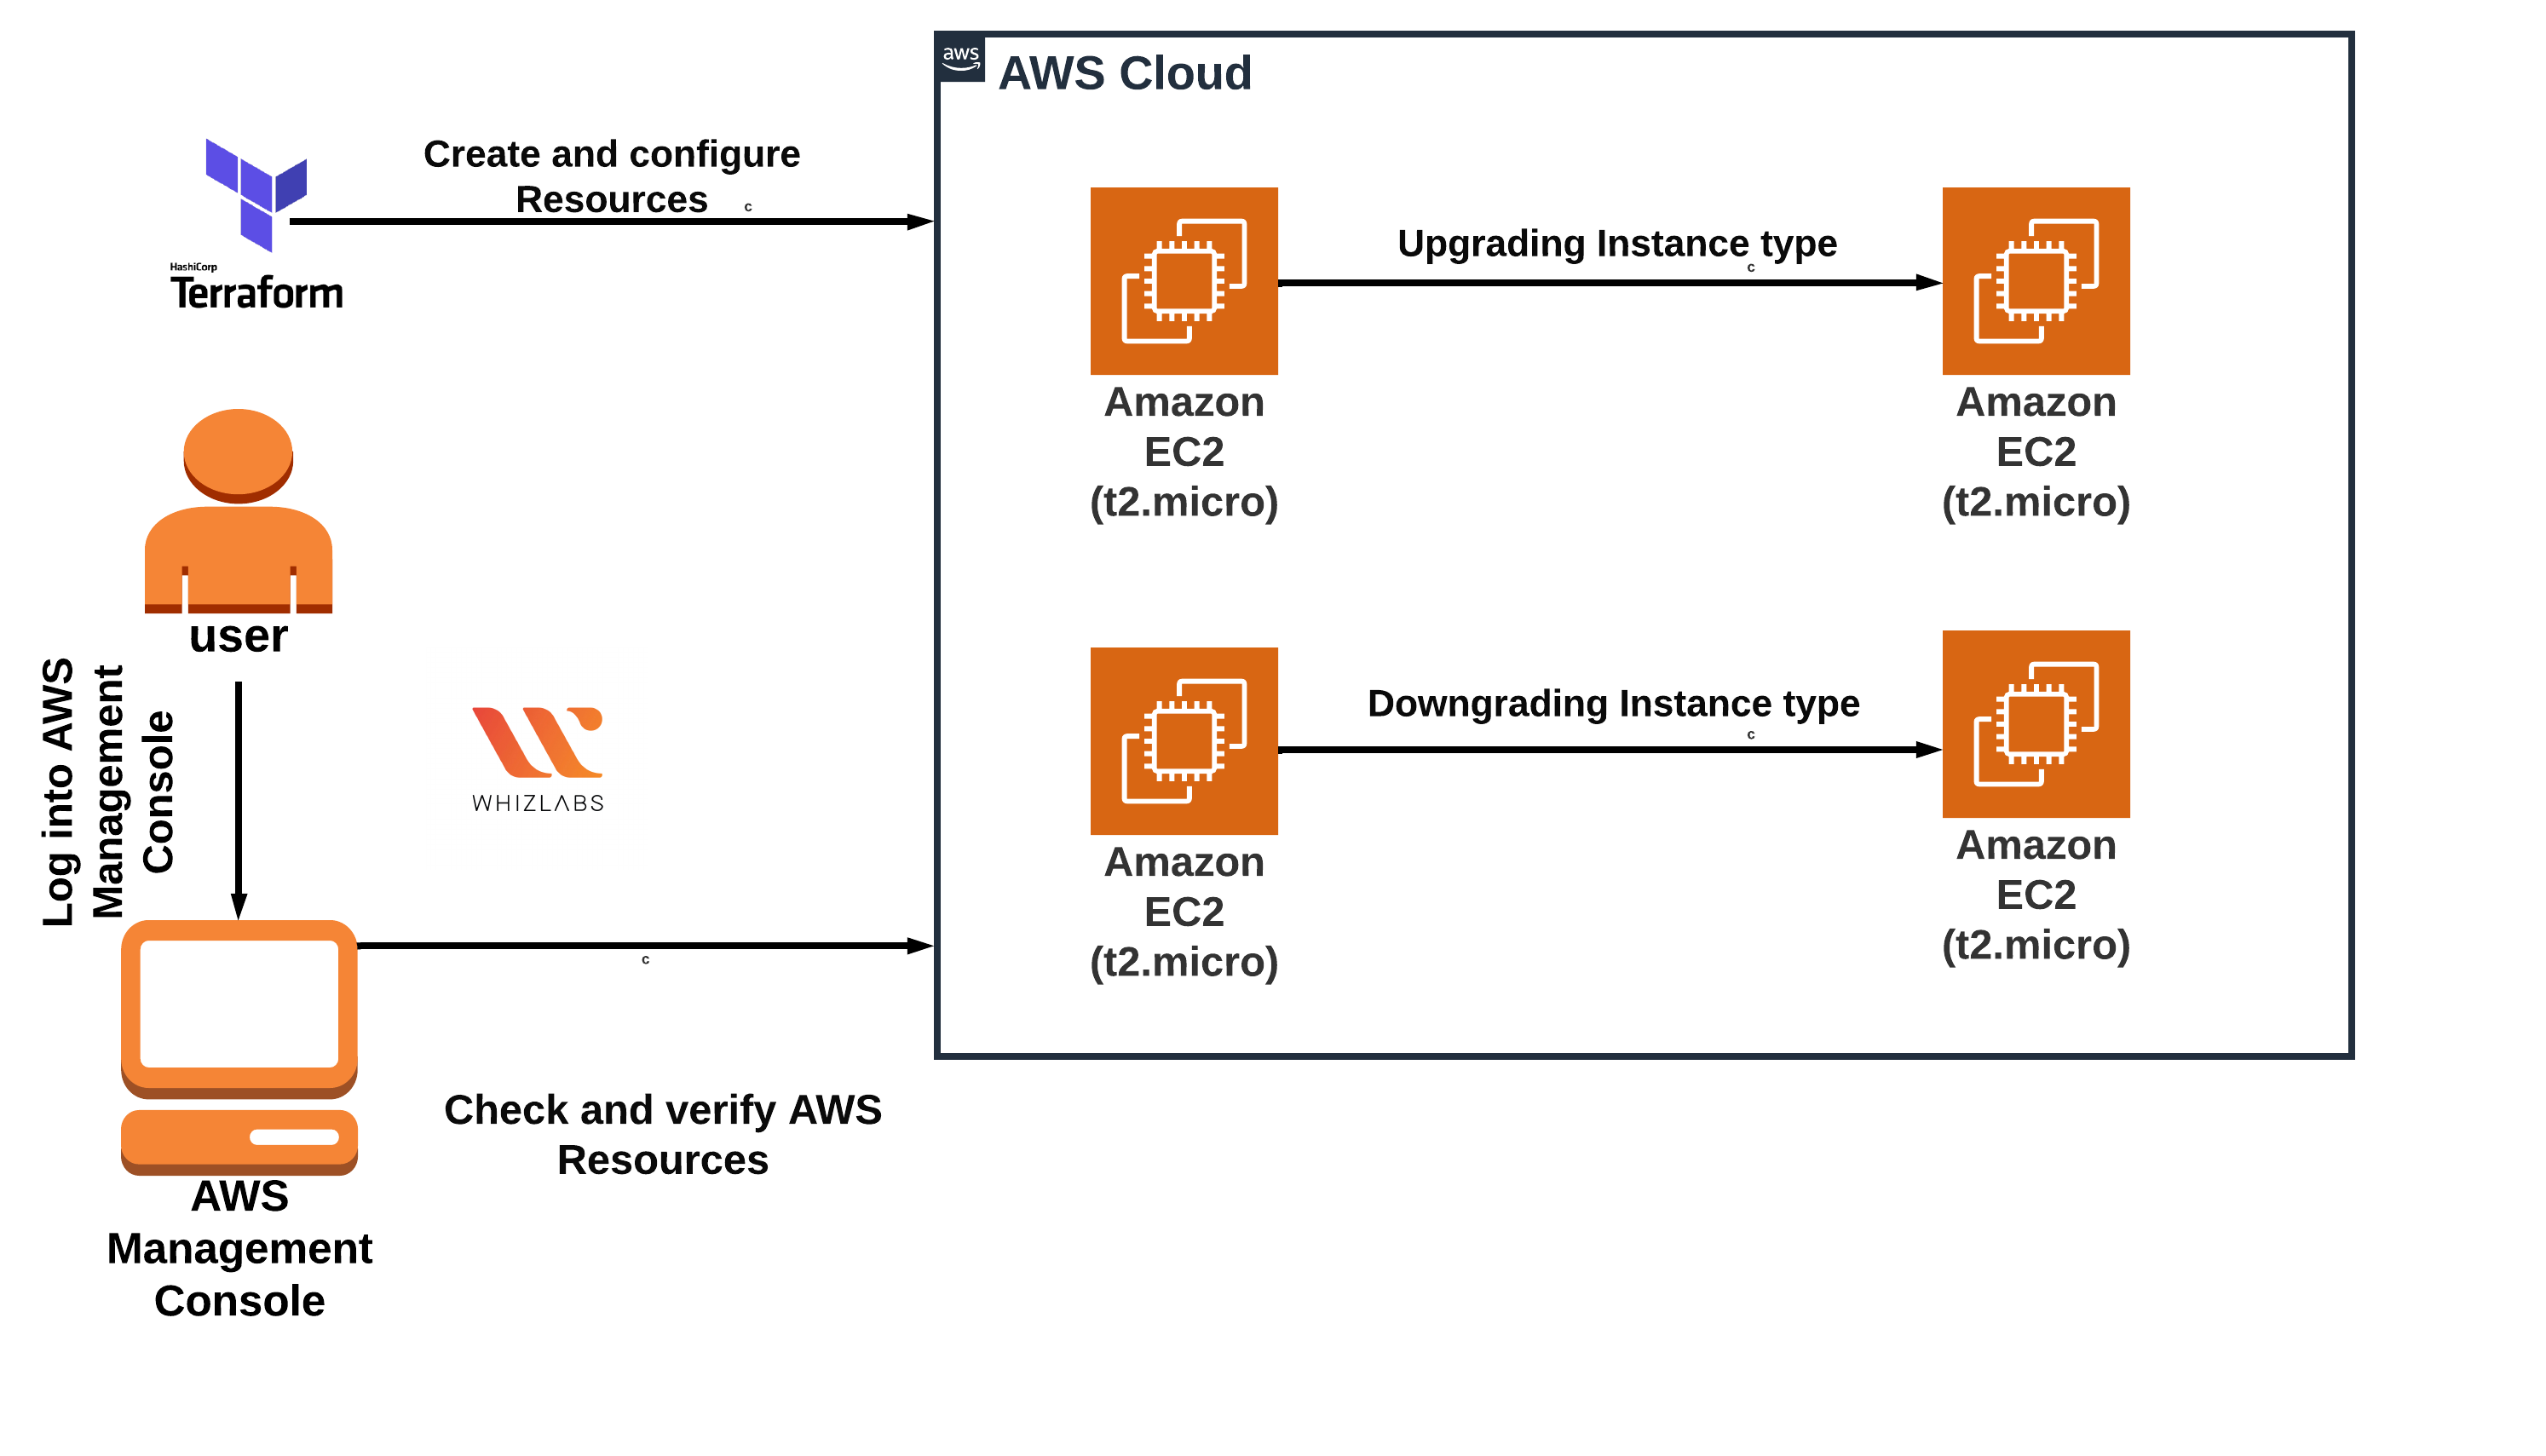 aws
AWS Cloud
Create and configure
Resources
c
HashiCorp
Terraform
Upgrading Instance type
c
Amazon
EC2
(t2.micro)
Amazon
EC2
(t2.micro)
user
Log into AWS
Management
Console
WHIZLABS
Downgrading Instance type
c
Amazon
EC2
(t2.micro)
Amazon
EC2
(t2.micro)
c
Check and verify AWS
Resources
AWS
Management
Console